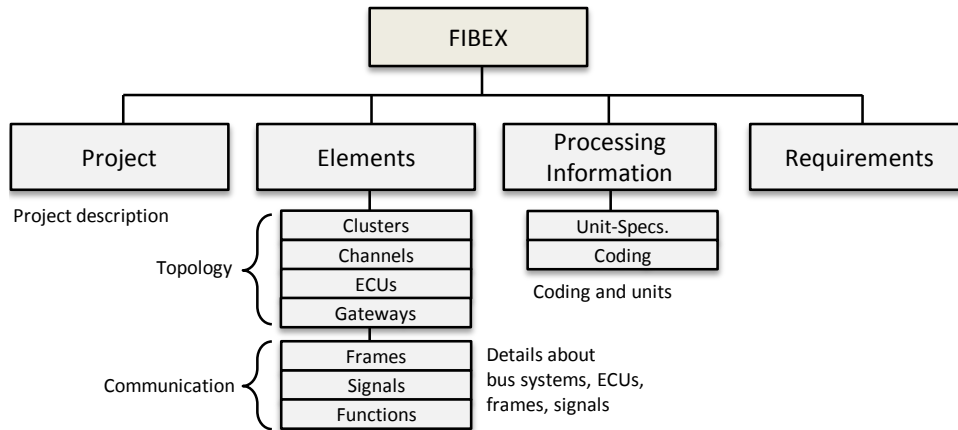 FIBEX
Project
Elements
Processing
Information
Requirements
Project description
Topology
Clusters
Channels
ECUs
Gateways
Unit-Specs.
Coding
Coding and units
Communication
Frames
Signals
Functions
Details about
bus systems, ECUs,
frames, signals